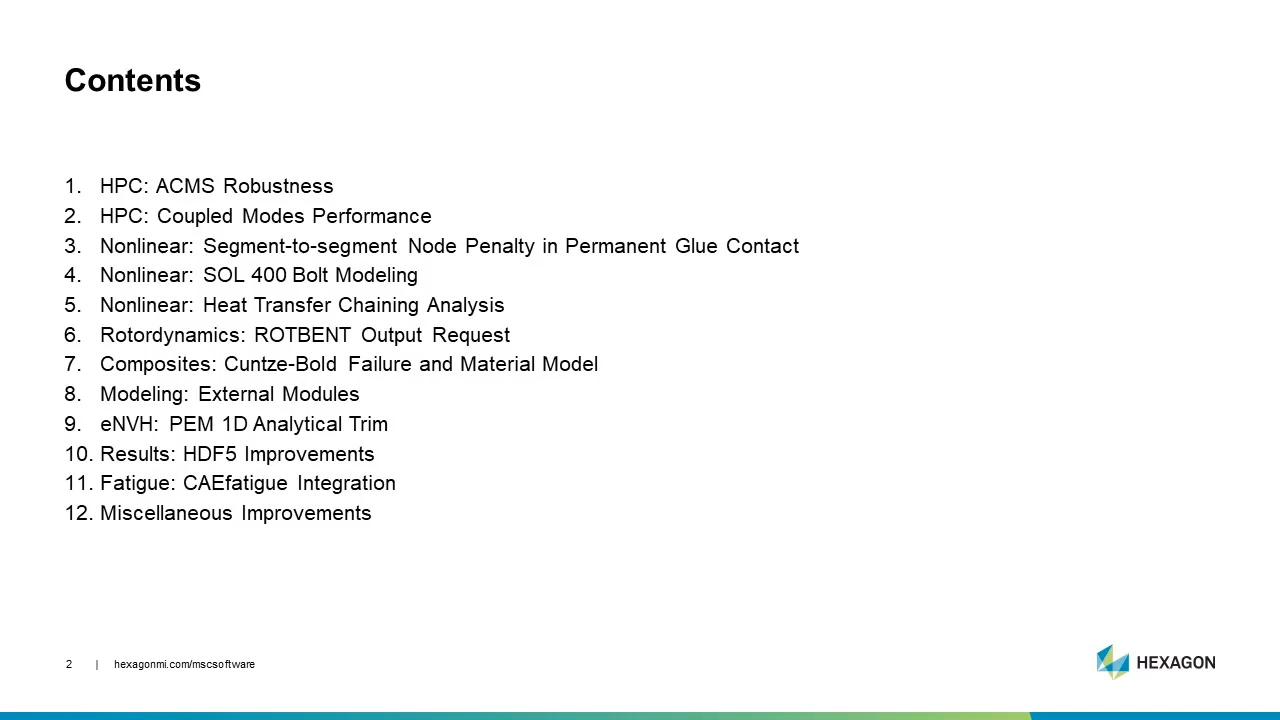 Contents
1. HPC: ACMS Robustness
2. HPC: Coupled Modes Performance
3. Nonlinear: Segment-to-segment Node Penalty in Permanent Glue Contact
4. Nonlinear: SOL 400 Bolt Modeling
5. Nonlinear: Heat Transfer Chaining Analysis
6. Rotordynamics: ROTBENT Output Request
7. Composites: Cuntze-Bold Failure and Material Model
8. Modeling: External Modules
9. eNVH: PEM 1D Analytical Trim
10. Results: HDF5 Improvements
11. Fatigue: CAEfatigue Integration
12. Miscellaneous Improvements
2 | hexagonmi.com/mscsoftware
HEXAGON